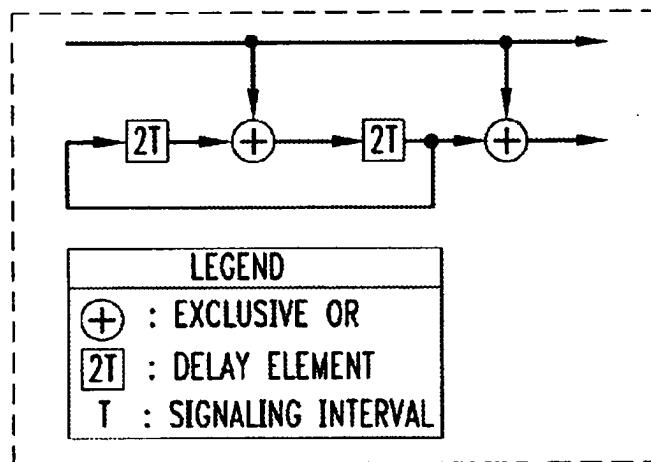 2T 2T
LEGEND
+ : EXCLUSIVE OR
2T : DELAY ELEMENT
T : SIGNALING INTERVAL